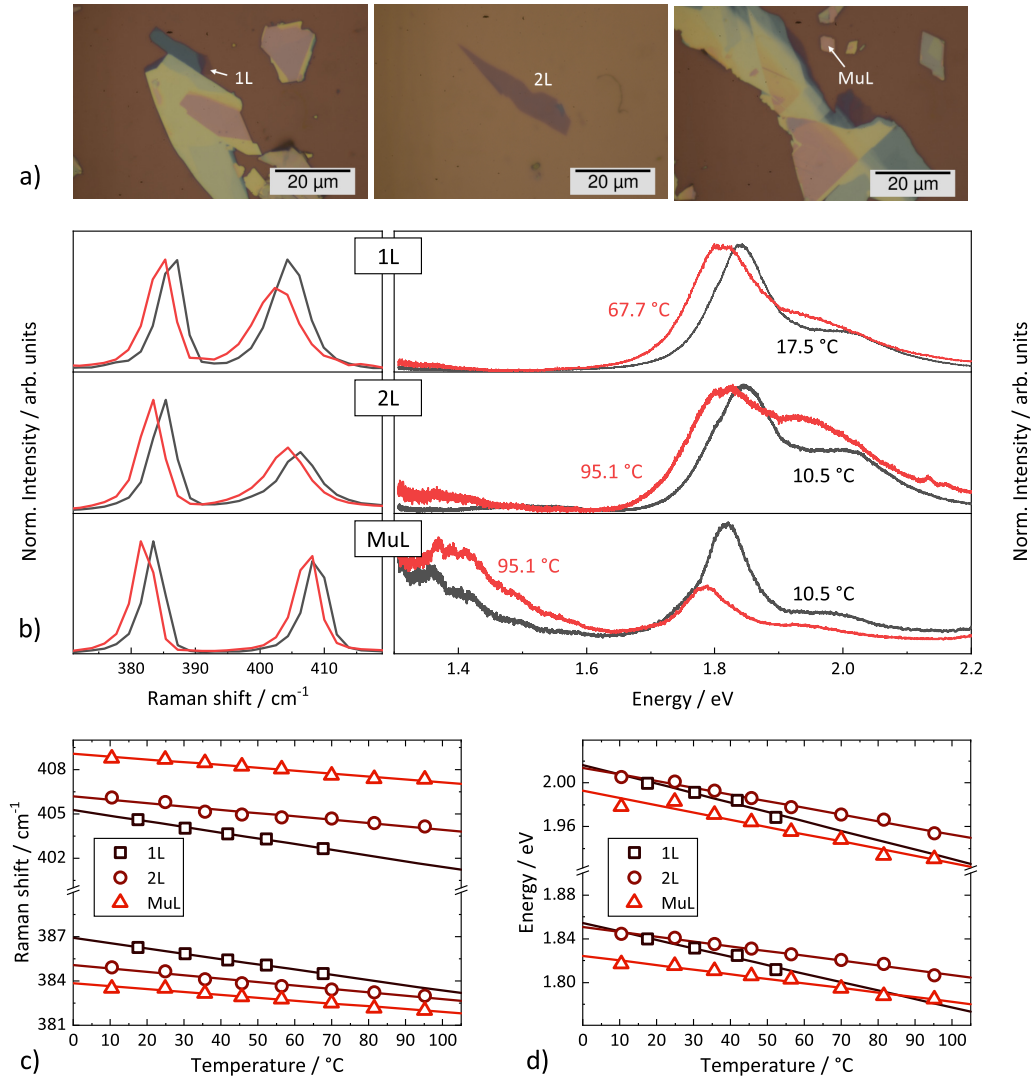 1L
2L
MuL
20 µm
20 µm
20 µm
a)
1L
67.7 °C
17.5 °C
2L
95.1 °C
10.5 °C
MuL
95.1 °C
10.5 °C
Norm. Intensity / arb. units
Norm. Intensity / arb. units
b)
380 390 400 410
1.4 1.6 1.8 2.0 2.2
Raman shift / cm⁻¹
Energy / eV
408
405
402
387
384
381
Raman shift / cm⁻¹
1L
2L
MuL
0 10 20 30 40 50 60 70 80 90 100
Temperature / °C
c)
2.00
1.96
1.88
1.84
1.80
Energy / eV
1L
2L
MuL
0 10 20 30 40 50 60 70 80 90 100
Temperature / °C
d)